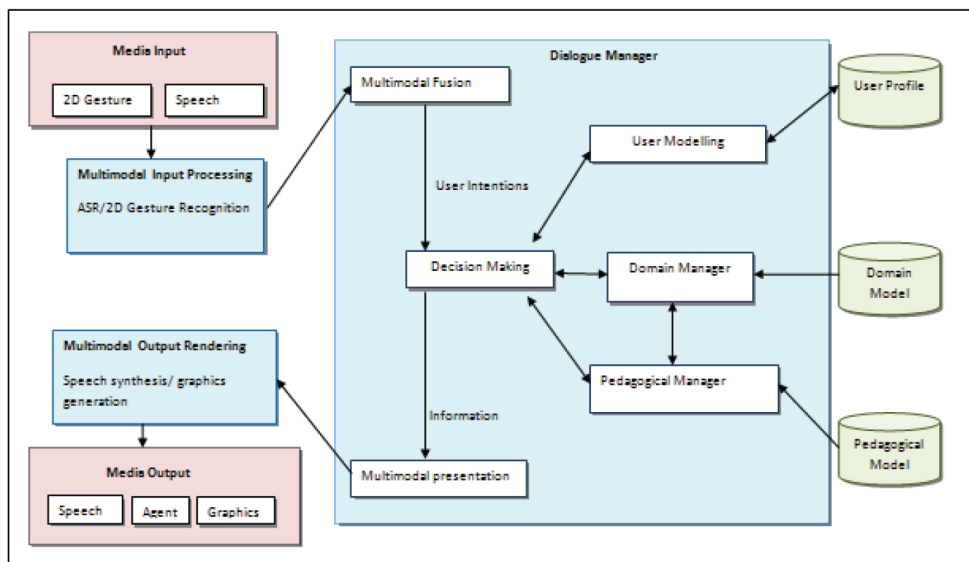 Media Input
2D Gesture
Speech
Multimodal Input Processing
ASR/2D Gesture Recognition
Dialogue Manager
Multimodal Fusion
User Modelling
User Intentions
Decision Making
Domain Manager
Pedagogical Manager
Information
Multimodal presentation
User Profile
Domain
Model
Pedagogical
Model
Multimodal Output Rendering
Speech synthesis/ graphics
generation
Media Output
Speech
Agent
Graphics